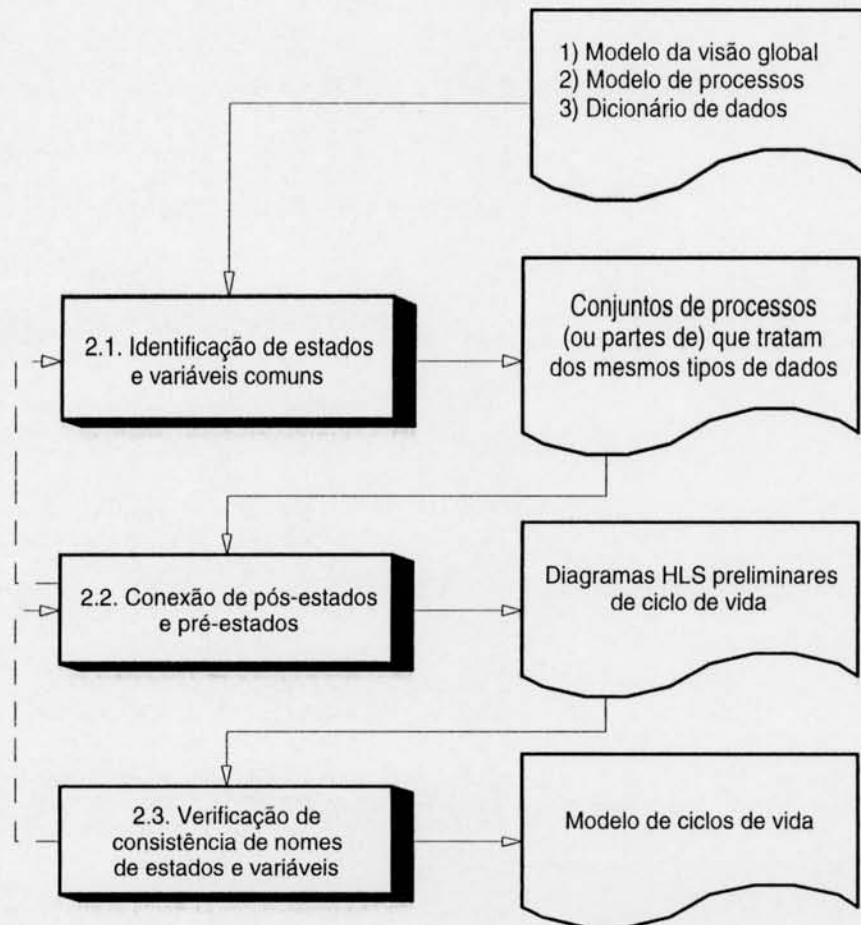 1) Modelo da visão global
2) Modelo de processos
3) Dicionário de dados
2.1. Identificação de estados
e variáveis comuns
Conjuntos de processos
(ou partes de) que tratam
dos mesmos tipos de dados
2.2. Conexão de pós-estados
e pré-estados
Diagramas HLS preliminares
de ciclo de vida
2.3. Verificação de
consistência de nomes
de estados e variáveis
Modelo de ciclos de vida